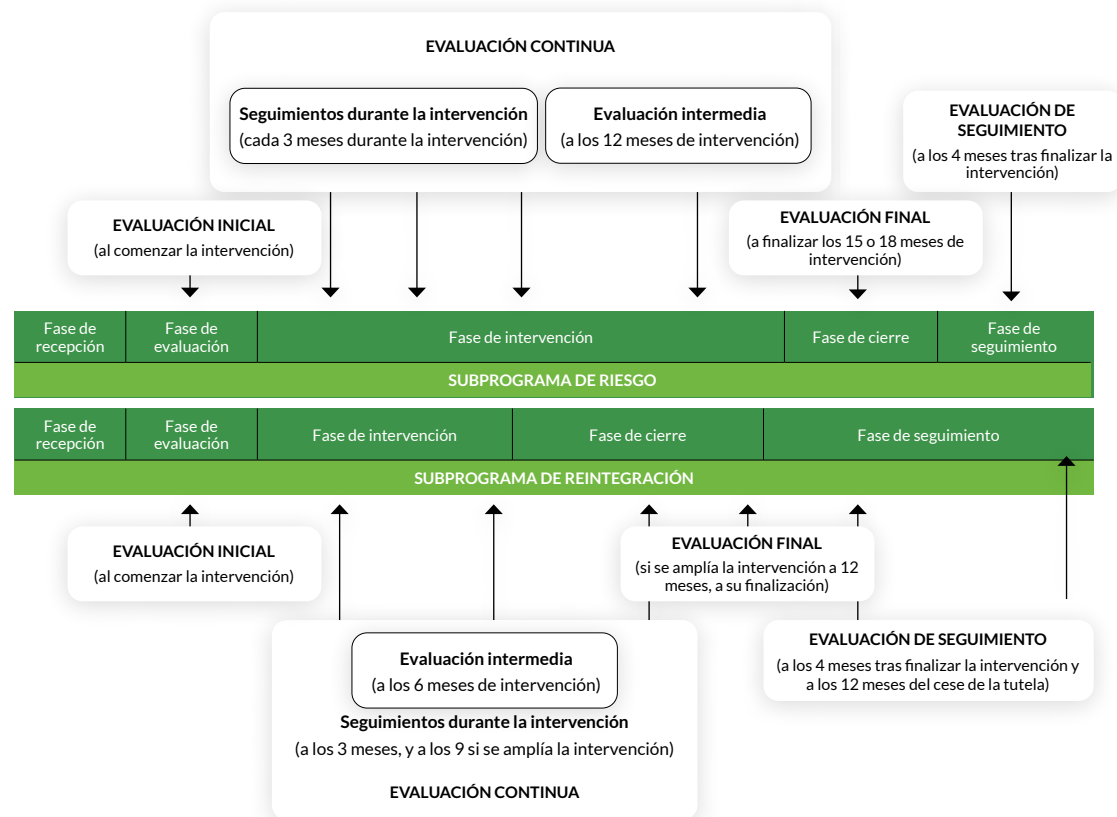 EVALUACIÓN CONTINUA
Seguimientos durante la intervención
(cada 3 meses durante la intervención)
Evaluación intermedia
(a los 12 meses de intervención)
EVALUACIÓN DE
SEGUIMIENTO
(a los 4 meses tras finalizar la
intervención)
EVALUACIÓN INICIAL
(al comenzar la intervención)
EVALUACIÓN FINAL
(a finalizar los 15 o 18 meses de
intervención)
Fase de
recepción
Fase de
evaluación
Fase de intervención
Fase de cierre
Fase de
seguimiento
SUBPROGRAMA DE RIESGO
Fase de
recepción
Fase de
evaluación
Fase de intervención
Fase de cierre
Fase de seguimiento
SUBPROGRAMA DE REINTEGRACIÓN
EVALUACIÓN INICIAL
(al comenzar la intervención)
EVALUACIÓN FINAL
(si se amplía la intervención a 12
meses, a su finalización)
Evaluación intermedia
(a los 6 meses de intervención)
Seguimientos durante la intervención
(a los 3 meses, y a los 9 si se amplía la intervención)
EVALUACIÓN CONTINUA
EVALUACIÓN DE SEGUIMIENTO
(a los 4 meses tras finalizar la intervención y
a los 12 meses del cese de la tutela)